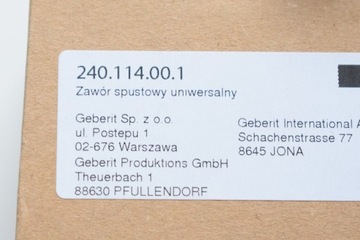 240.114.00.1
Zawór spustowy uniwersalny
Geberit Sp. z o.o.
ul. Postepu 1
02-676 Warszawa
Geberit Produktions GmbH
Theuerbach 1
88630 PFULLENDORF
Geberit International
Schachenstrasse 77
8645 JONA